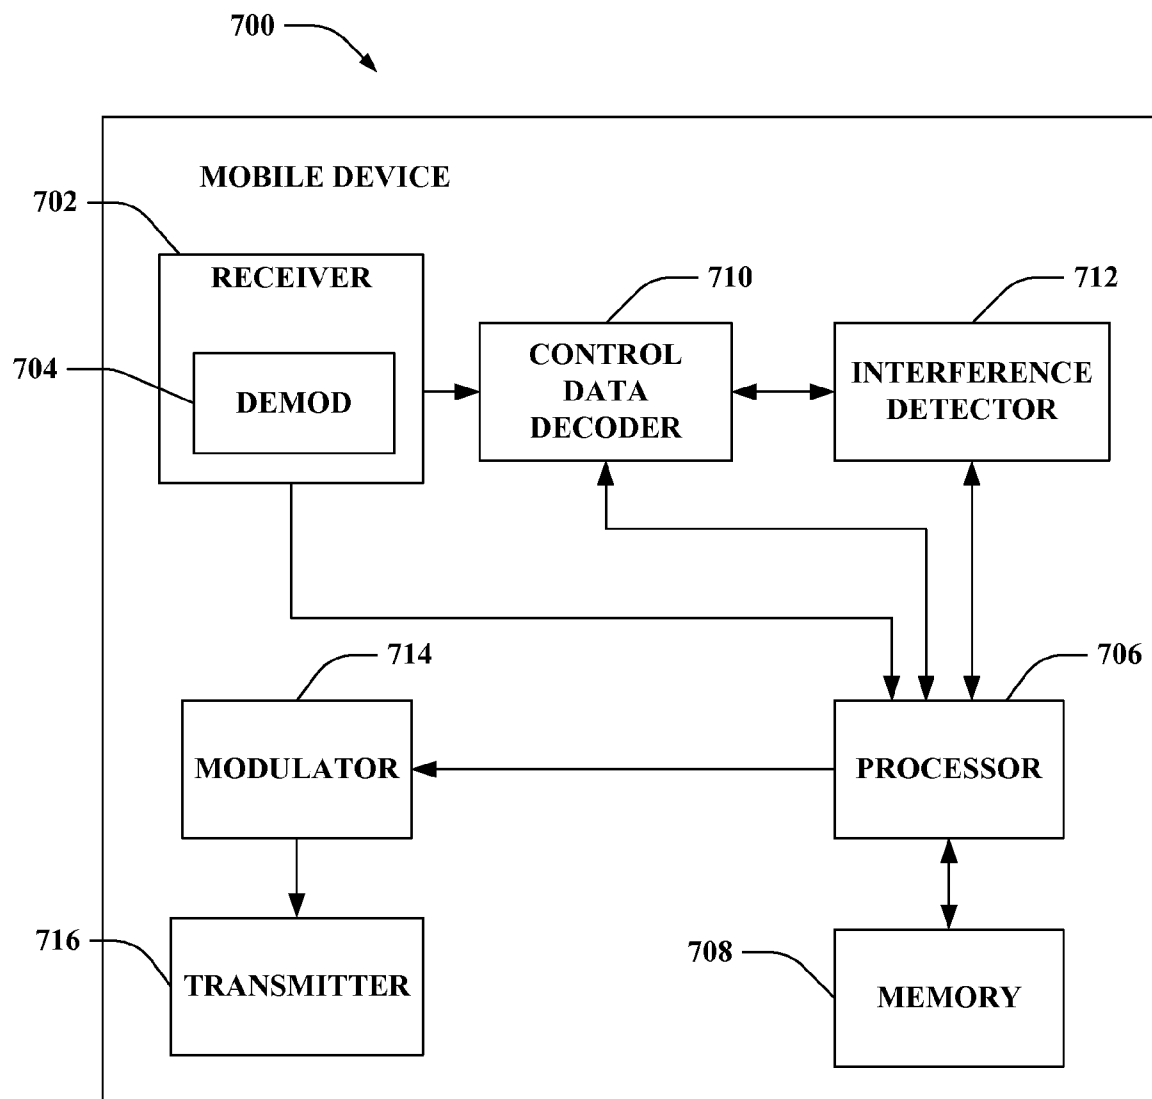 700
MOBILE DEVICE
702
RECEIVER
710
712
704
DEMOD
CONTROL
DATA
DECODER
INTERFERENCE
DETECTOR
714
706
MODULATOR
PROCESSOR
716
708
TRANSMITTER
MEMORY